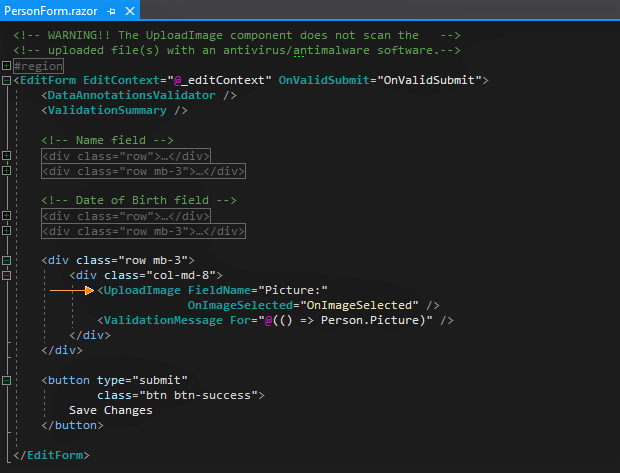 PersonForm.razor
<!-- WARNING!! The UploadImage component does not scan the   -->
<!-- uploaded file(s) with an antivirus/antimalware software.-->
#region
<EditForm EditContext="@_editContext" OnValidSubmit="OnValidSubmit">
    <DataAnnotationsValidator />
    <ValidationSummary />

    <!-- Name field -->
    <div class="row">…</div>
    <div class="row mb-3">…</div>

    <!-- Date of Birth field -->
    <div class="row">…</div>
    <div class="row mb-3">…</div>

    <div class="row mb-3">
        <div class="col-md-8">
            <UploadImage FieldName="Picture:"
                         OnImageSelected="OnImageSelected" />
            <ValidationMessage For="@(() => Person.Picture)" />
        </div>
    </div>

    <button type="submit"
            class="btn btn-success">
        Save Changes
    </button>

</EditForm>